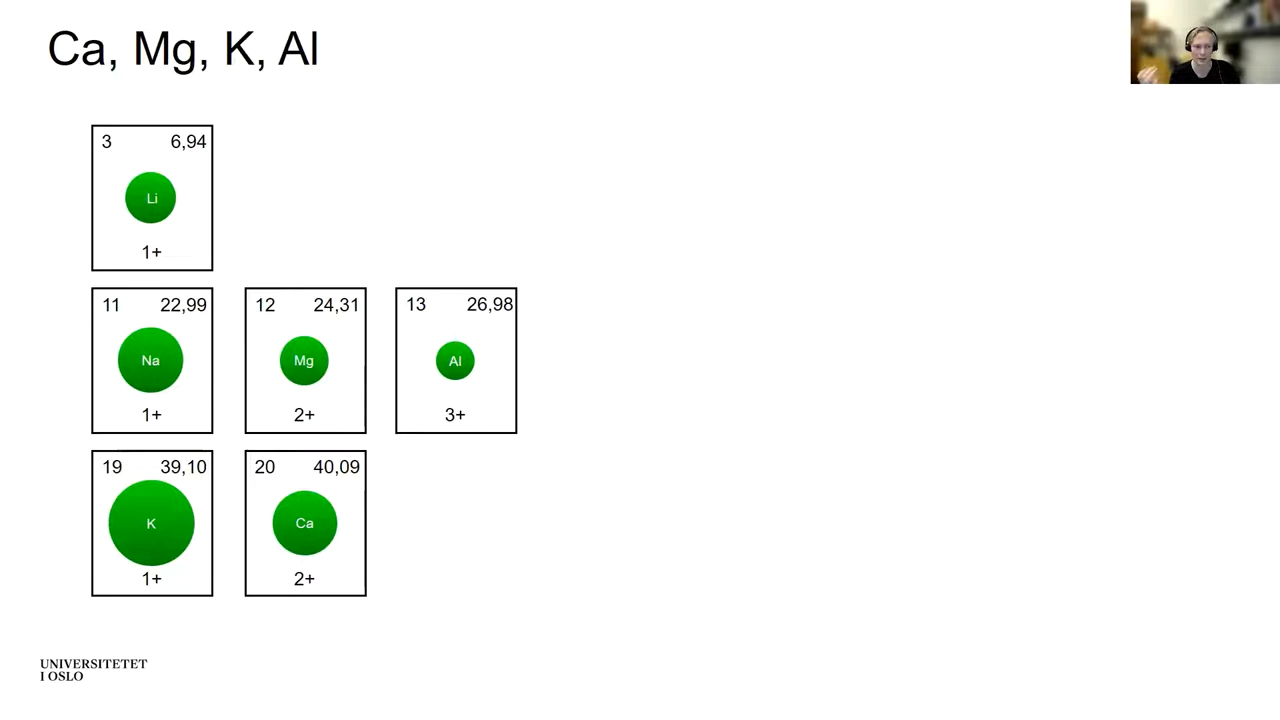 Ca, Mg, K, Al
3 6,94
Li
1+
11 22,99
Na
1+
12 24,31
Mg
2+
13 26,98
Al
3+
19 39,10
K
1+
20 40,09
Ca
2+
UNIVERSITETET
I OSLO